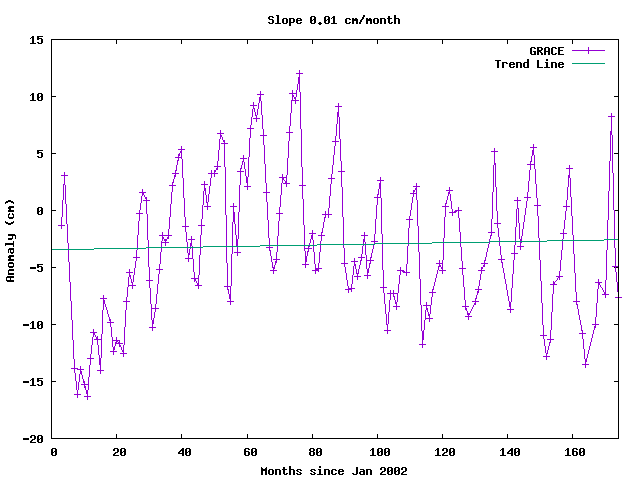 Slope 0.01 cm/month
GRACE
Trend Line
15
10
5
0
-5
-10
-15
-20
Anomaly (cm)
0 20 40 60 80 100 120 140 160
Months since Jan 2002